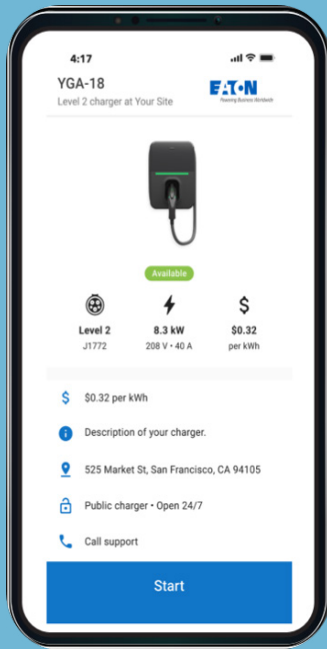 4:17
YGA-18
Level 2 charger at Your Site
EATON
Powering Business Worldwide
Available
Level 2
J1772
8.3 kW
208 V • 40 A
$0.32
per kWh
$0.32 per kWh
Description of your charger.
525 Market St, San Francisco, CA 94105
Public charger • Open 24/7
Call support
Start